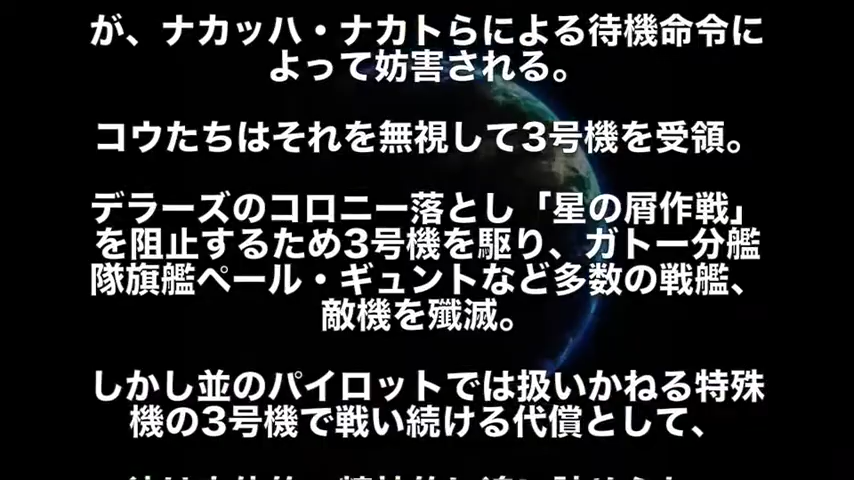 が、ナカッハ・ナカトらによる待機命令に
よって妨害される。
コウたちはそれを無視して3号機を受領。
デラーズのコロニー落とし「星の屑作戦」
を阻止するため3号機を駆り、ガトー分艦
隊旗艦ペール・ギュントなど多数の戦艦、
敵機を殲滅。
しかし並のパイロットでは扱いかねる特殊
機の3号機で戦い続ける代償として、